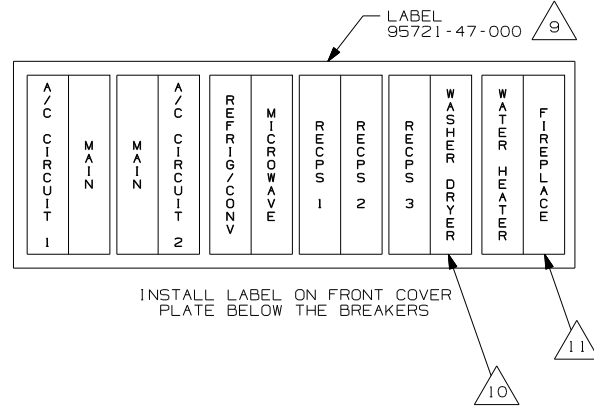 LABEL
95721-47-000
9
A/C CIRCUIT 1
MAIN
MAIN
A/C CIRCUIT 2
REFRIG/CONV
MICROWAVE
RECPS 1
RECPS 2
RECPS 3
WASHER DRYER
WATER HEATER
FIREPLACE
INSTALL LABEL ON FRONT COVER
PLATE BELOW THE BREAKERS
11
10